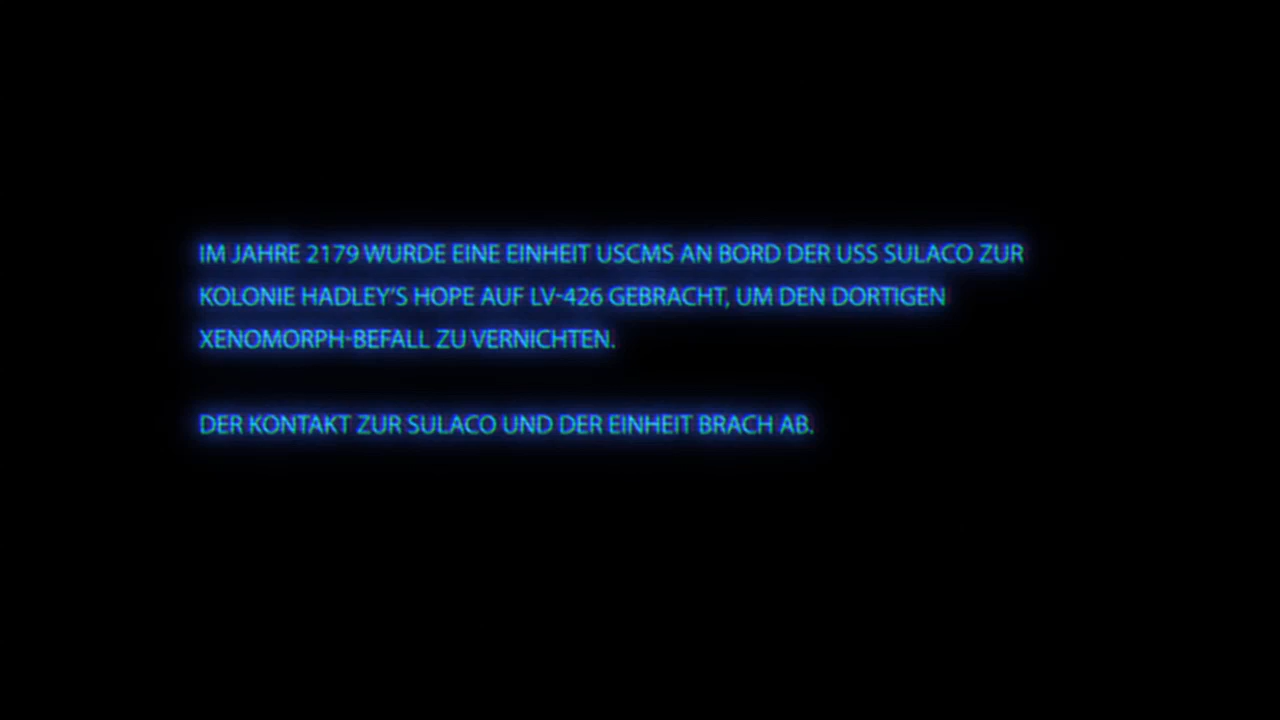 IM JAHRE 2179 WURDE EINE EINHEIT USCMS AN BORD DER USS SULACO ZUR
KOLONIE HADLEY'S HOPE AUF LV-426 GEBRACHT, UM DEN DORTIGEN
XENOMORPH-BEFALL ZU VERNICHTEN.
DER KONTAKT ZUR SULACO UND DER EINHEIT BRACH AB.